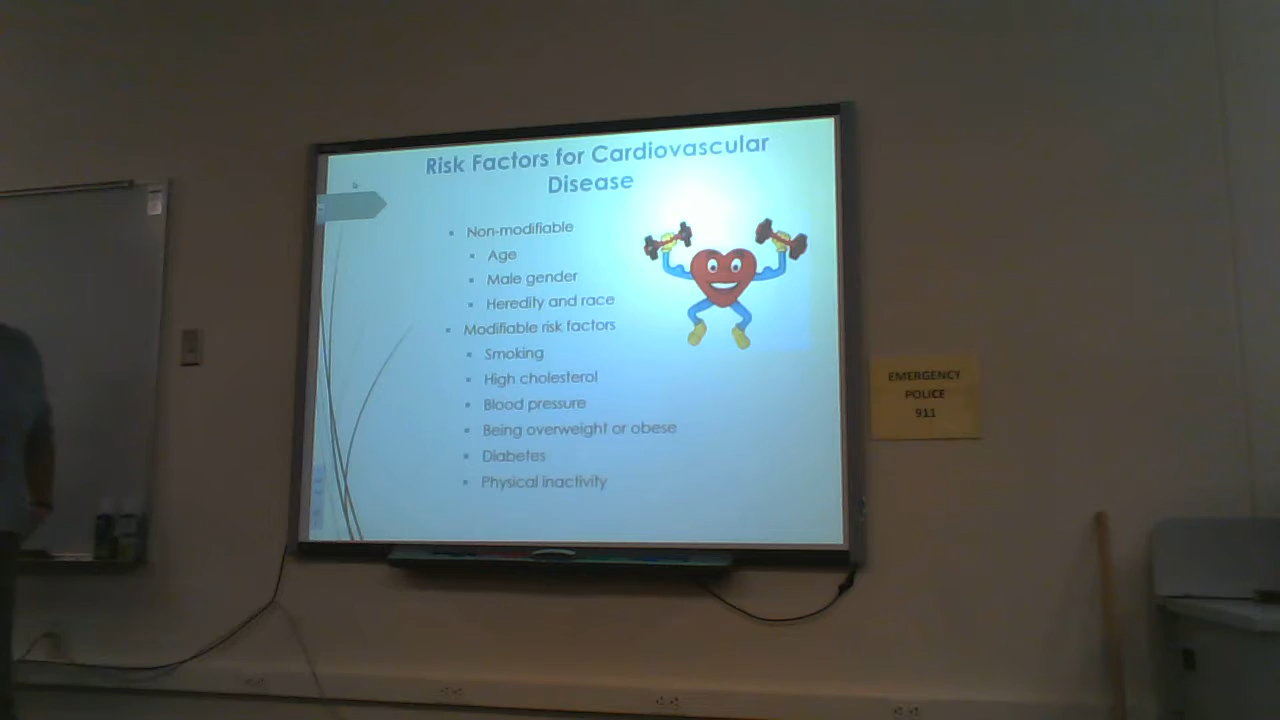 Risk Factors for Cardiovascular
Disease
Non-modifiable
Age
Male gender
Heredity and race
Modifiable risk factors
Smoking
High cholesterol
Blood pressure
Being overweight or obese
Diabetes
Physical inactivity
EMERGENCY
POLICE
911